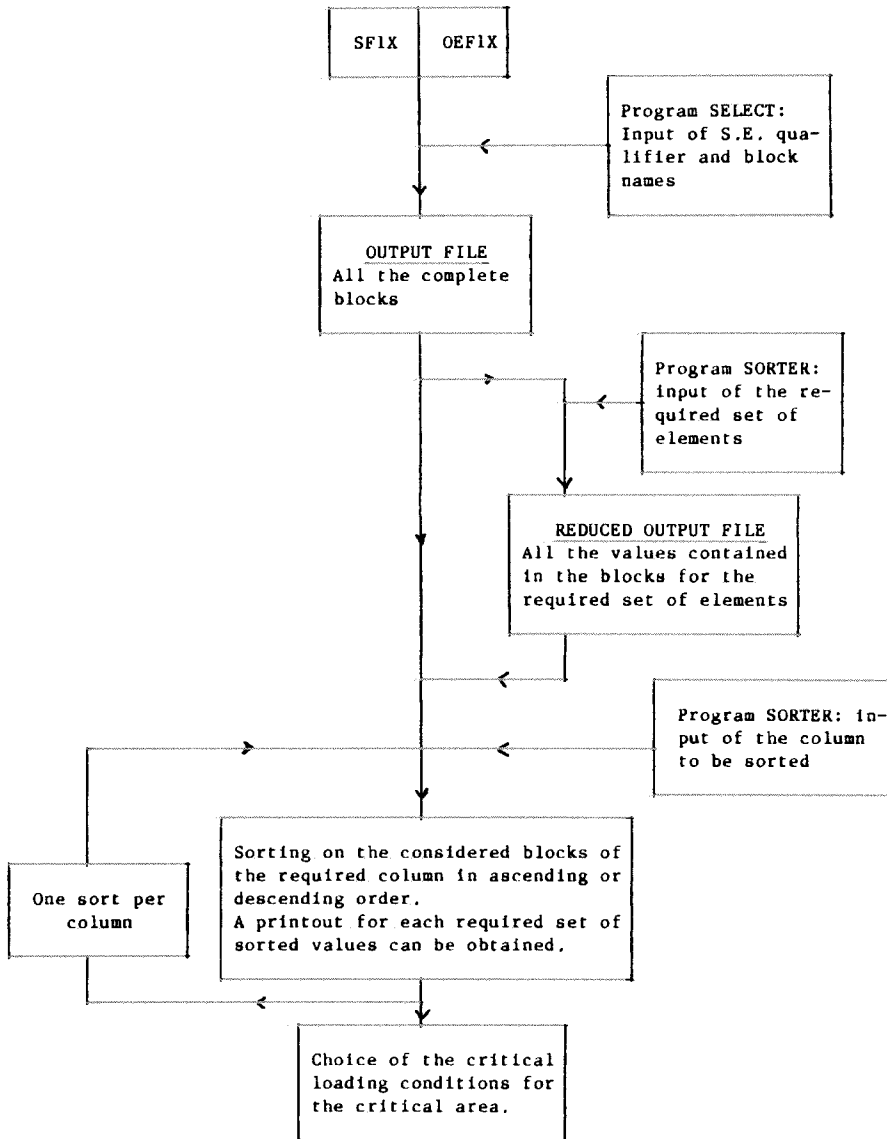 SF1X OEF1X
Program SELECT:
Input of S.E. qua-
lifier and block
names
OUTPUT FILE
All the complete
blocks
Program SORTER:
input of the re-
quired set of
elements
REDUCED OUTPUT FILE
All the values contained
in the blocks for the
required set of elements
Program SORTER: in-
put of the column
to be sorted
Sorting on the considered blocks of
the required column in ascending or
descending order.
A printout for each required set of
sorted values can be obtained.
One sort per
column
Choice of the critical
loading conditions for
the critical area.